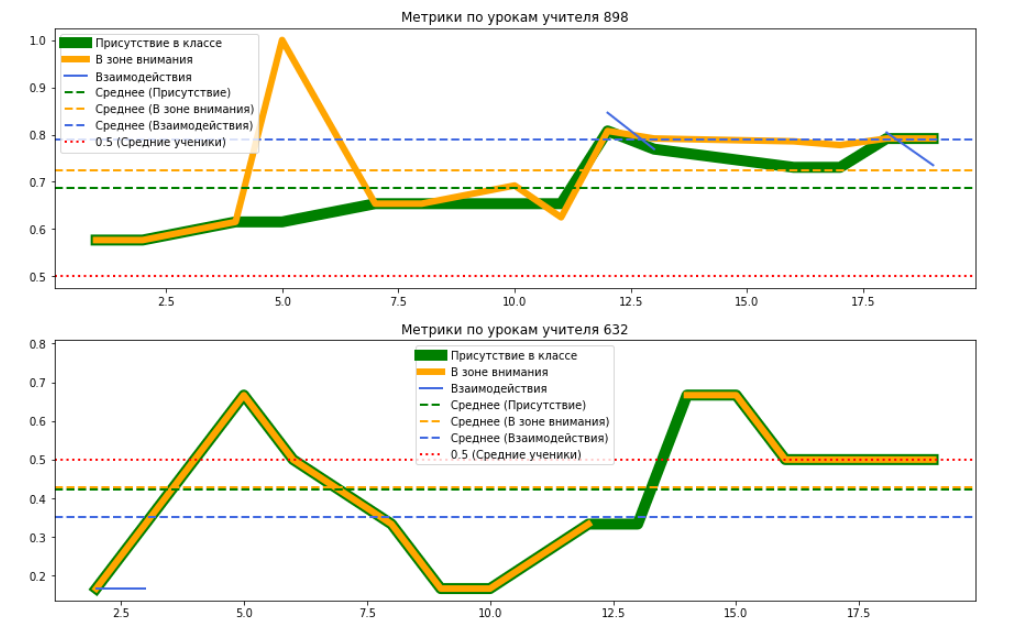 Метрики по урокам учителя 898
1.0
0.9
0.8
0.7
0.6
0.5
Присутствие в классе
В зоне внимания
Взаимодействия
Среднее (Присутствие)
Среднее (В зоне внимания)
Среднее (Взаимодействия)
0.5 (Средние ученики)
2.5 5.0 7.5 10.0 12.5 15.0 17.5
Метрики по урокам учителя 632
0.8
0.7
0.6
0.5
0.4
0.3
0.2
Присутствие в классе
В зоне внимания
Взаимодействия
Среднее (Присутствие)
Среднее (В зоне внимания)
Среднее (Взаимодействия)
0.5 (Средние ученики)
2.5 5.0 7.5 10.0 12.5 15.0 17.5